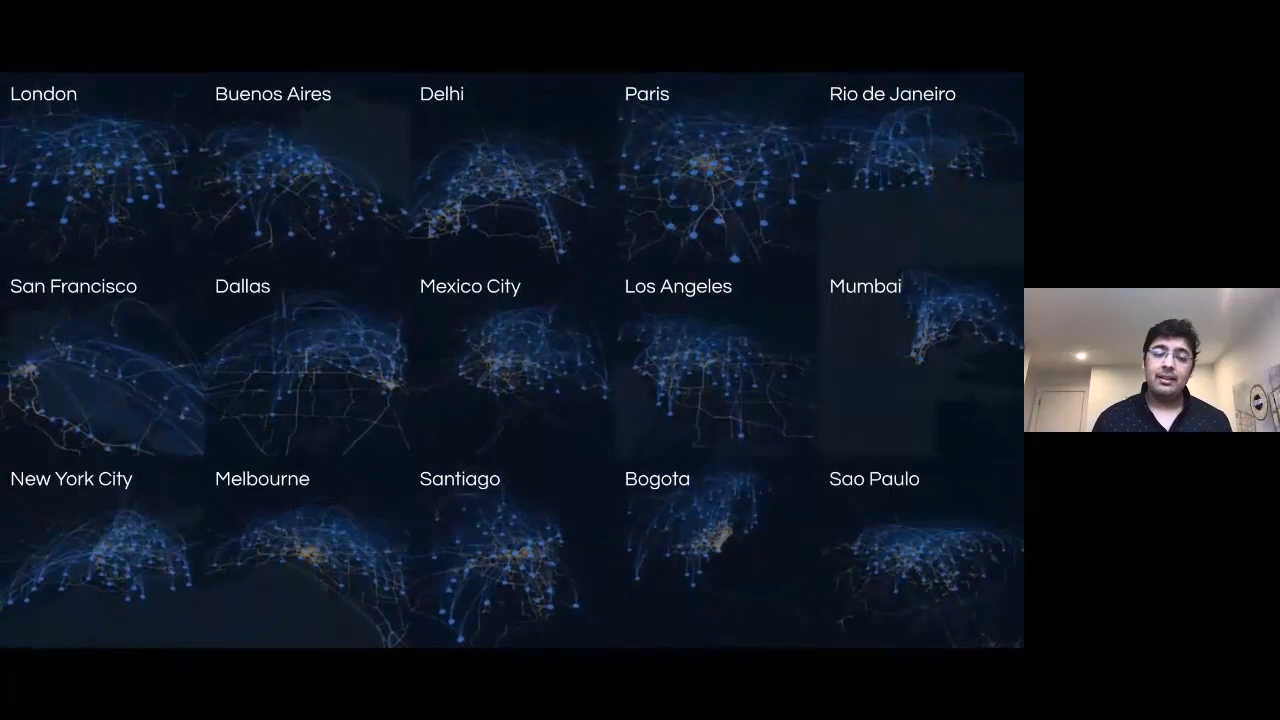 London
Buenos Aires
Delhi
Paris
Rio de Janeiro
San Francisco
Dallas
Mexico City
Los Angeles
Mumbai
New York City
Melbourne
Santiago
Bogota
Sao Paulo